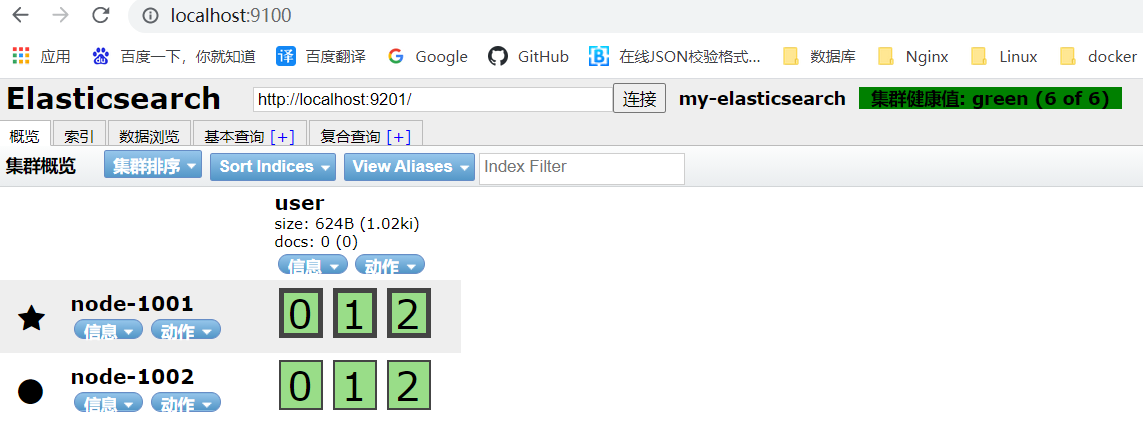 localhost:9100
应用 百度一下，你就知道 译 百度翻译 Google GitHub 在线JSON校验格式... 数据库 Nginx Linux docker
Elasticsearch http://localhost:9201/ 连接 my-elasticsearch 集群健康值: green (6 of 6)
概览 索引 数据浏览 基本查询 [+] 复合查询 [+]
集群概览 集群排序 Sort Indices View Aliases Index Filter
user
size: 624B (1.02ki)
docs: 0 (0)
信息 动作
node-1001 0 1 2
信息 动作
node-1002 0 1 2
信息 动作